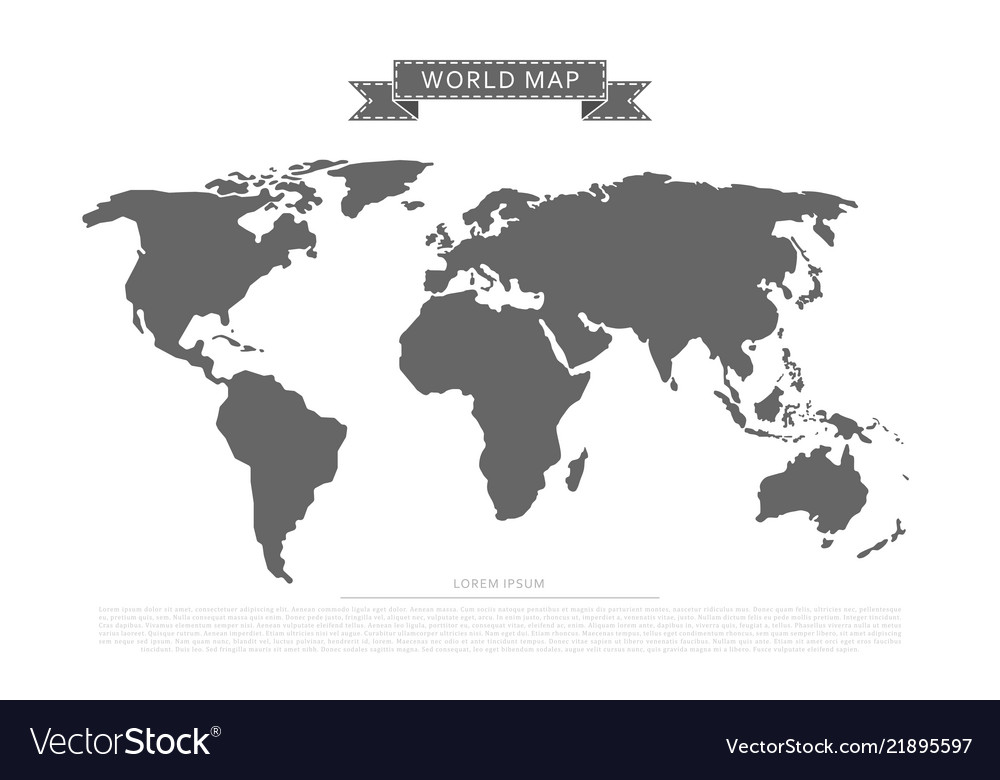 WORLD MAP
LOREM IPSUM
Lorem ipsum dolor sit amet, consectetuer adipiscing elit. Aenean commodo ligula eget dolor. Aenean massa. Cum sociis natoque penatibus et magnis dis parturient montes, nascetur ridiculus mus. Donec quam felis, ultricies nec, pellentesque
eu, pretium quis, sem. Nulla consequat massa quis enim. Donec pede justo, fringilla vel, aliquet nec, vulputate eget, arcu. In enim justo, rhoncus ut, imperdiet a, venenatis vitae, justo. Nullam dictum felis eu pede mollis pretium. Integer tincidunt.
Cras dapibus. Vivamus elementum semper nisi. Aenean vulputate eleifend tellus. Aenean leo ligula, porttitor eu, consequat vitae, eleifend ac, enim. Aliquam lorem ante, dapibus in, viverra quis, feugiat a, tellus. Phasellus viverra nulla ut metus
varius laoreet. Quisque rutrum. Aenean imperdiet. Etiam ultricies nisi vel augue. Curabitur ullamcorper ultricies nisi. Nam eget dui. Etiam rhoncus. Maecenas tempus, tellus eget condimentum rhoncus, sem quam semper libero, sit amet adipiscing
sem neque sed ipsum. Nam quam nunc, blandit vel, luctus pulvinar, hendrerit id, lorem. Maecenas nec odio et ante tincidunt tempus. Donec vitae sapien ut libero venenatis faucibus. Nullam quis ante. Etiam sit amet orci eget eros faucibus
tincidunt. Duis leo. Sed fringilla mauris sit amet nibh. Donec sodales sagittis magna. Sed consequat, leo eget bibendum sodales, augue velit cursus nunc, quis gravida magna mi a libero. Fusce vulputate eleifend sapien
VectorStock®
VectorStock.com/21895597